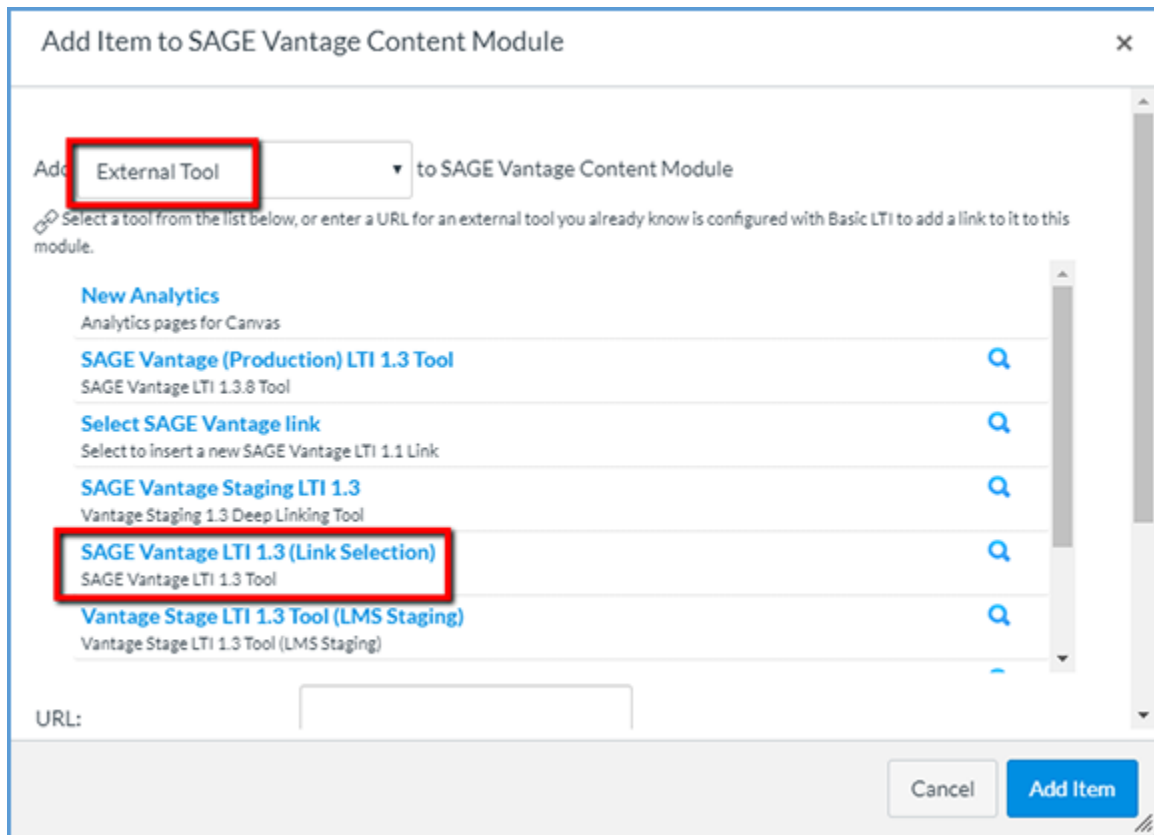 Add Item to SAGE Vantage Content Module
Add External Tool to SAGE Vantage Content Module
Select a tool from the list below, or enter a URL for an external tool you already know is configured with Basic LTI to add a link to it to this
module.
New Analytics
Analytics pages for Canvas
SAGE Vantage (Production) LTI 1.3 Tool
SAGE Vantage LTI 1.3.8 Tool
Select SAGE Vantage link
Select to insert a new SAGE Vantage LTI 1.1 Link
SAGE Vantage Staging LTI 1.3
Vantage Staging 1.3 Deep Linking Tool
SAGE Vantage LTI 1.3 (Link Selection)
SAGE Vantage LTI 1.3 Tool
Vantage Stage LTI 1.3 Tool (LMS Staging)
Vantage Stage LTI 1.3 Tool (LMS Staging)
URL:
Cancel
Add Item